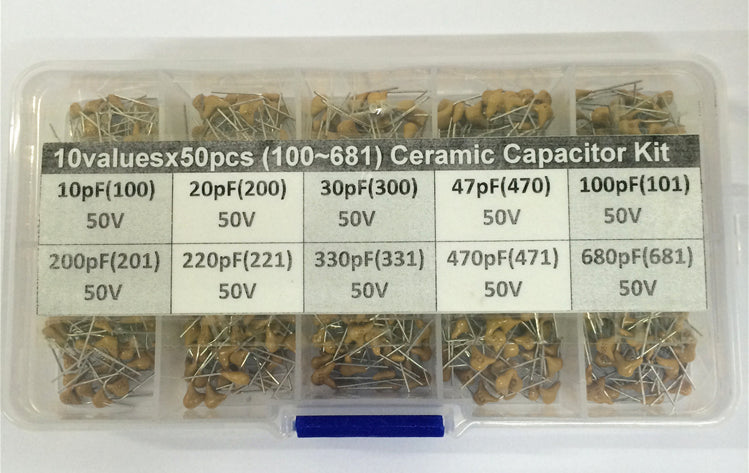 10valuesx50pcs (100~681) Ceramic Capacitor Kit
10pF(100) 20pF(200) 30pF(300) 47pF(470) 100pF(101)
50V 50V 50V 50V 50V
200pF(201) 220pF(221) 330pF(331) 470pF(471) 680pF(681)
50V 50V 50V 50V 50V